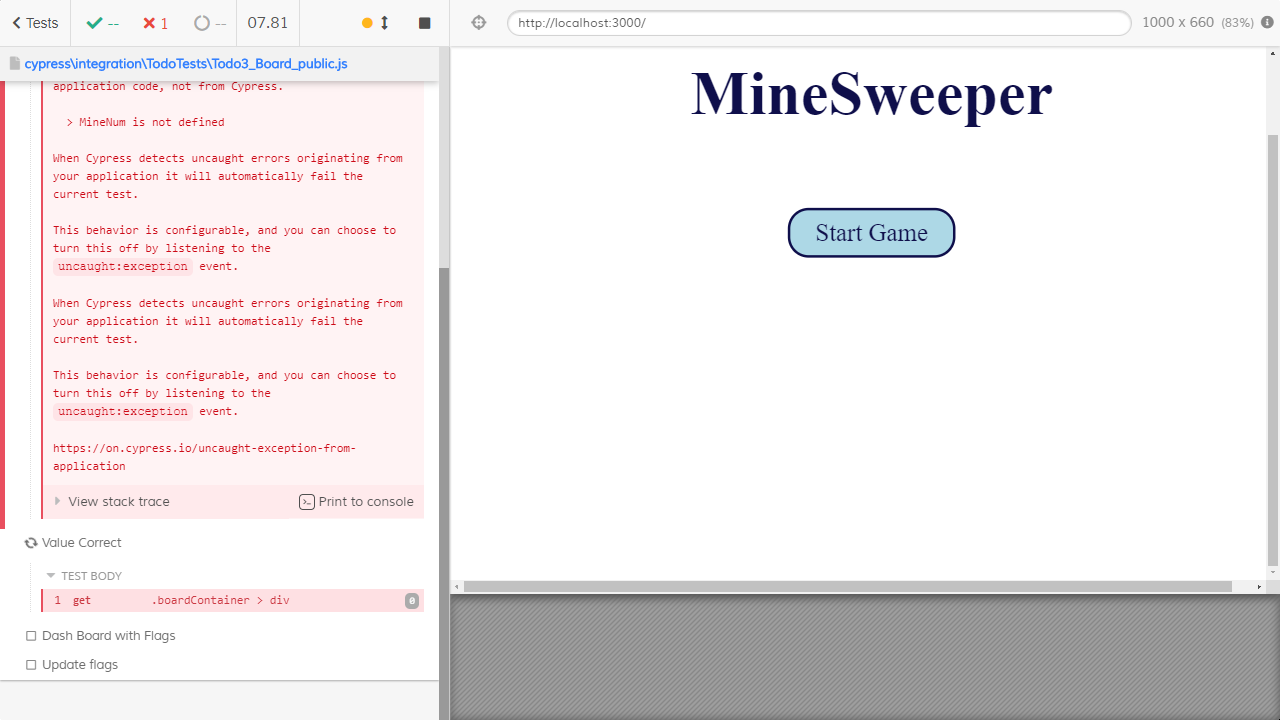 Tests
--
1
--
07.81
http://localhost:3000/
1000 x 660 (83%)
cypress\integration\TodoTests\Todo3_Board_public.js
application code, not from Cypress.
> MineNum is not defined
When Cypress detects uncaught errors originating from
your application it will automatically fail the
current test.
This behavior is configurable, and you can choose to
turn this off by listening to the
uncaught:exception event.
When Cypress detects uncaught errors originating from
your application it will automatically fail the
current test.
This behavior is configurable, and you can choose to
turn this off by listening to the
uncaught:exception event.
https://on.cypress.io/uncaught-exception-from-
application
View stack trace
Print to console
Value Correct
TEST BODY
1 get .boardContainer > div 0
Dash Board with Flags
Update flags
MineSweeper
Start Game